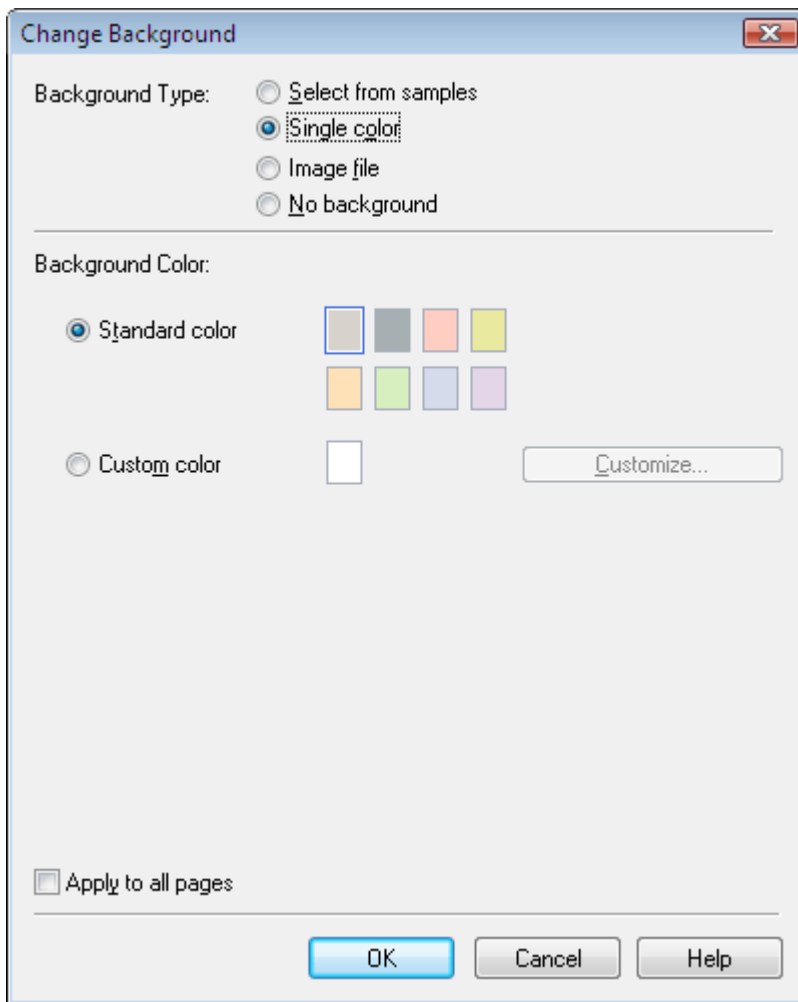 Change Background
Background Type:
Select from samples
Single color
Image file
No background
Background Color:
Standard color
Custom color
Customize...
Apply to all pages
OK
Cancel
Help